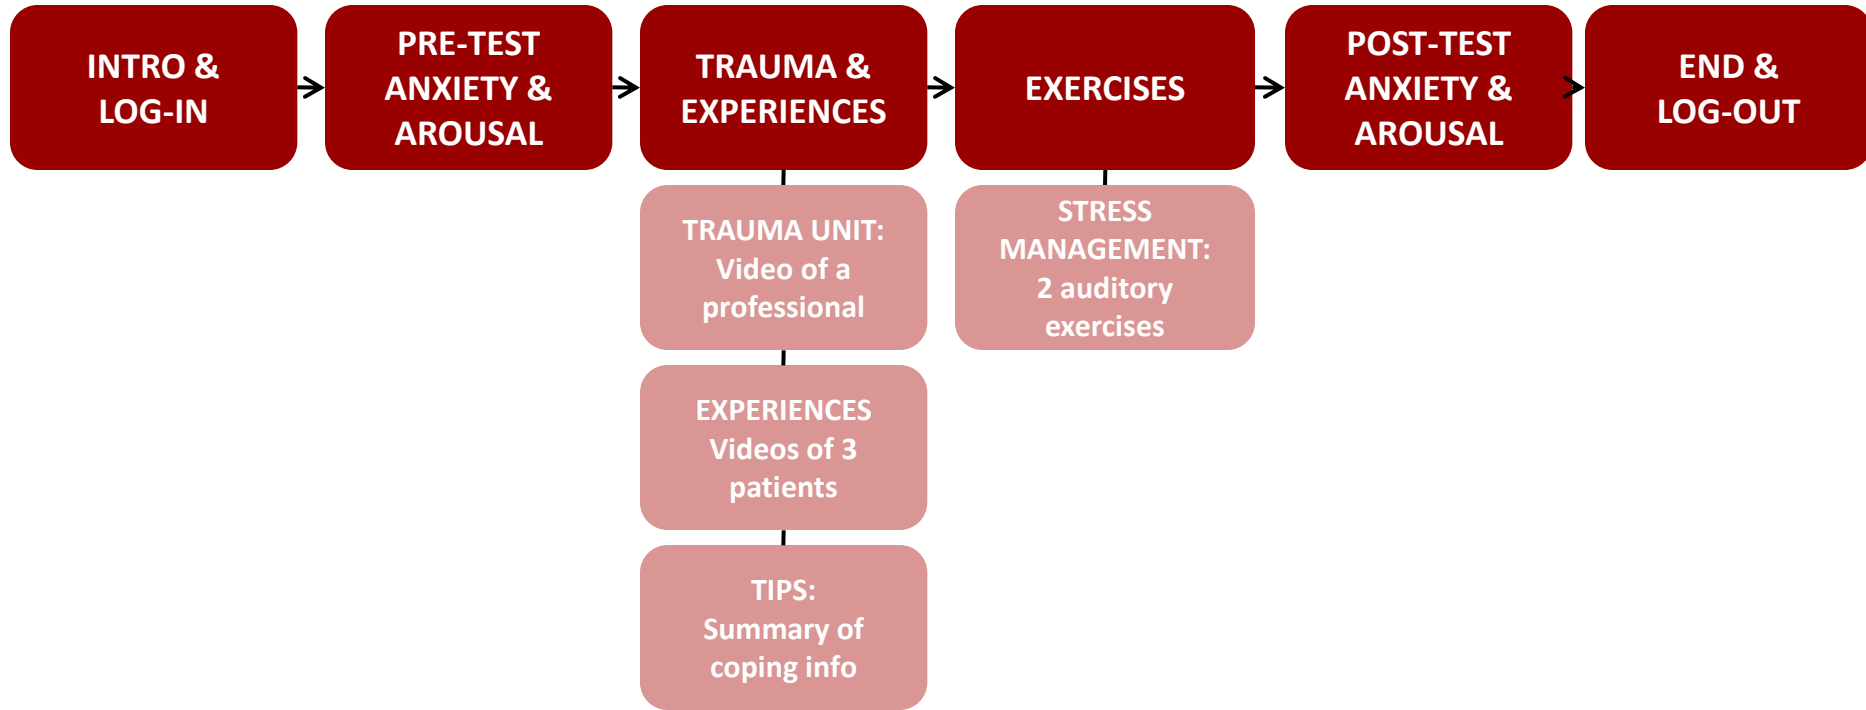 INTRO &
LOG-IN
PRE-TEST
ANXIETY &
AROUSAL
TRAUMA &
EXPERIENCES
EXERCISES
POST-TEST
ANXIETY &
AROUSAL
END &
LOG-OUT
TRAUMA UNIT:
Video of a
professional
EXPERIENCES
Videos of 3
patients
TIPS:
Summary of
coping info
STRESS
MANAGEMENT:
2 auditory
exercises